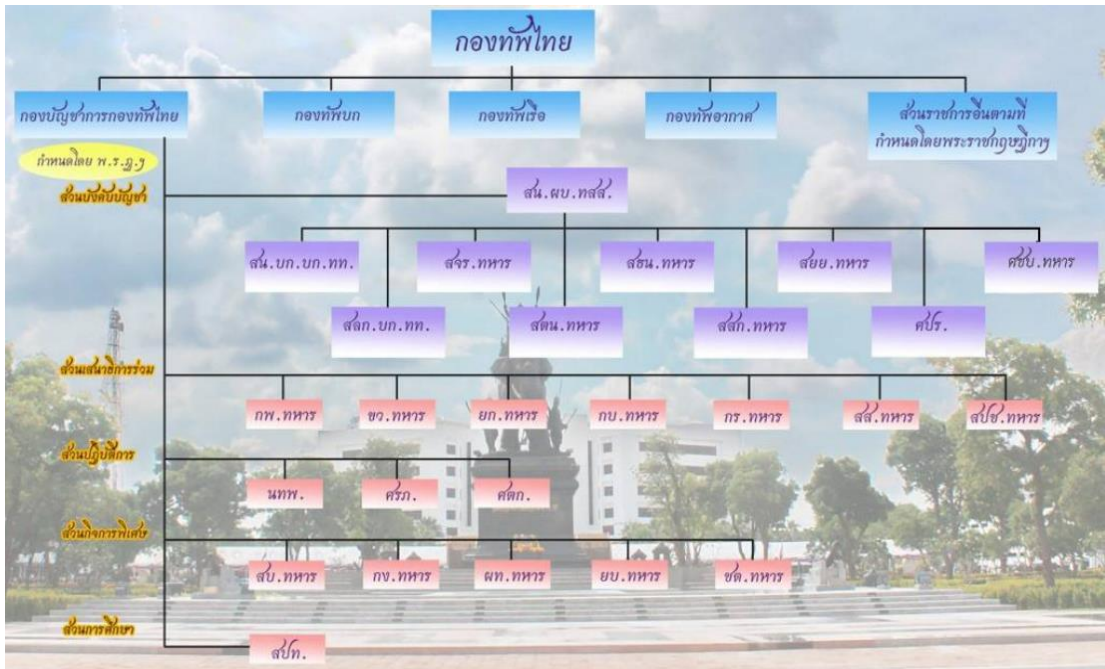 กองทัพไทย
กองบัญชาการกองทัพไทย
กองทัพบก
กองทัพเรือ
กองทัพอากาศ
ส่วนราชการอื่นตามที่
กำหนดโดยพระราชกฤษฎีกาฯ
กำหนดโดย พ.ร.ฎ.ฯ
ส่วนบังคับบัญชา
สน.ผบ.ทสส.
สน.บก.บก.ทท.
สจร.ทหาร
สธน.ทหาร
สยย.ทหาร
ศซบ.ทหาร
สลก.บก.ทท.
สตน.ทหาร
สสก.ทหาร
ศปร.
ส่วนเสนาธิการร่วม
กพ.ทหาร
ขว.ทหาร
ยก.ทหาร
กบ.ทหาร
กร.ทหาร
สส.ทหาร
สปช.ทหาร
ส่วนปฏิบัติการ
นทพ.
ศรภ.
ศตก.
ส่วนกิจการพิเศษ
สบ.ทหาร
กง.ทหาร
ผท.ทหาร
ยบ.ทหาร
ชด.ทหาร
ส่วนการศึกษา
สปท.